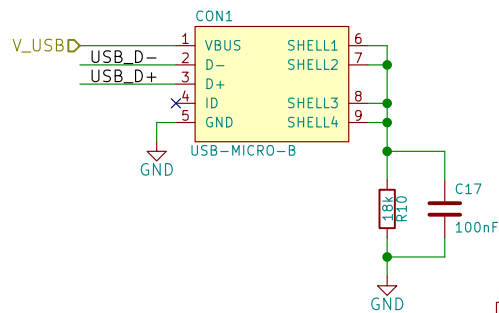 CON1
V_USB
1 VBUS SHELL1 6
USB_D- 2 D- SHELL2 7
USB_D+ 3 D+
4 ID SHELL3 8
5 GND SHELL4 9
USB-MICRO-B
GND
18k
R10
C17
100nF
GND